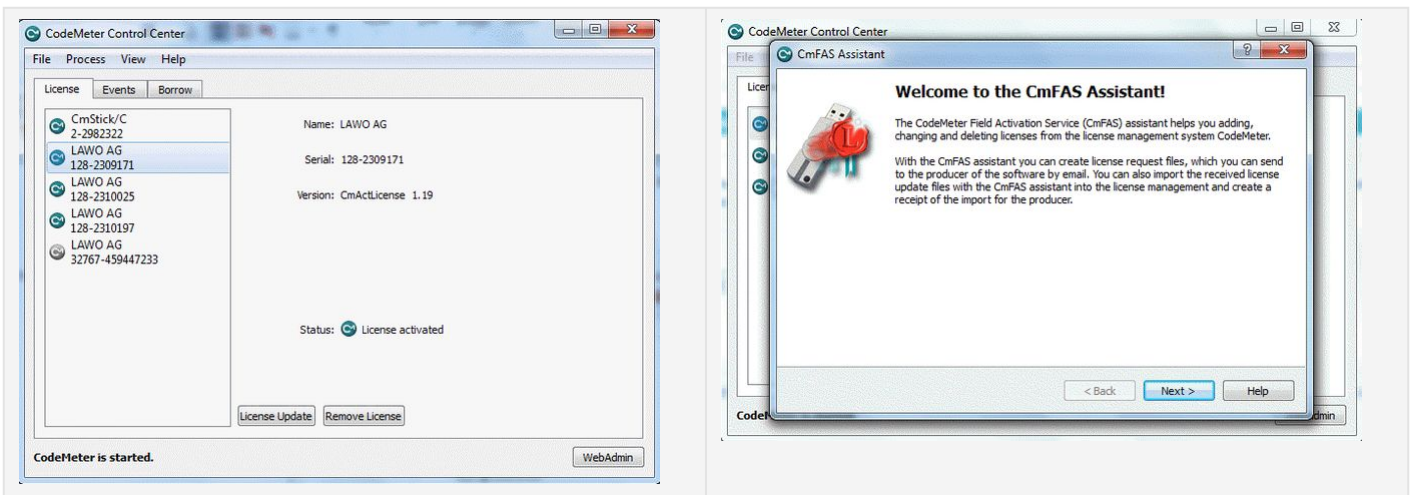 CodeMeter Control Center
File Process View Help
License Events Borrow
CmStick/C
2-2982322
LAWO AG
128-2309171
LAWO AG
128-2310025
LAWO AG
128-2310197
LAWO AG
32767-459447233
Name: LAWO AG
Serial: 128-2309171
Version: CmActLicense 1.19
Status: License activated
License Update Remove License
CodeMeter is started.
WebAdmin
CodeMeter Control Center
File
CmFAS Assistant
Welcome to the CmFAS Assistant!
The CodeMeter Field Activation Service (CmFAS) assistant helps you adding,
changing and deleting licenses from the license management system CodeMeter.
With the CmFAS assistant you can create license request files, which you can send
to the producer of the software by email. You can also import the received license
update files with the CmFAS assistant into the license management and create a
receipt of the import for the producer.
< Back Next > Help